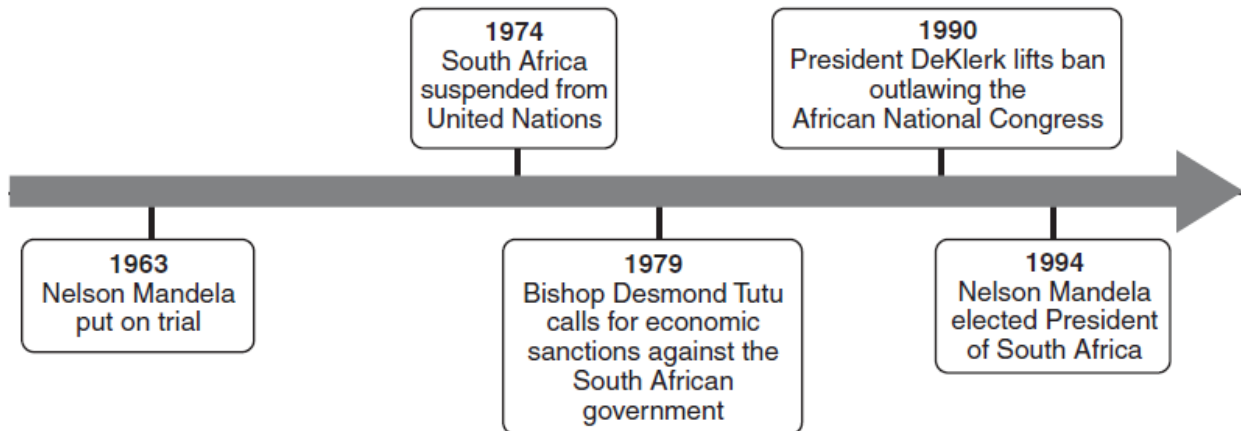 1963
Nelson Mandela
put on trial
1974
South Africa
suspended from
United Nations
1979
Bishop Desmond Tutu
calls for economic
sanctions against the
South African
government
1990
President DeKlerk lifts ban
outlawing the
African National Congress
1994
Nelson Mandela
elected President
of South Africa